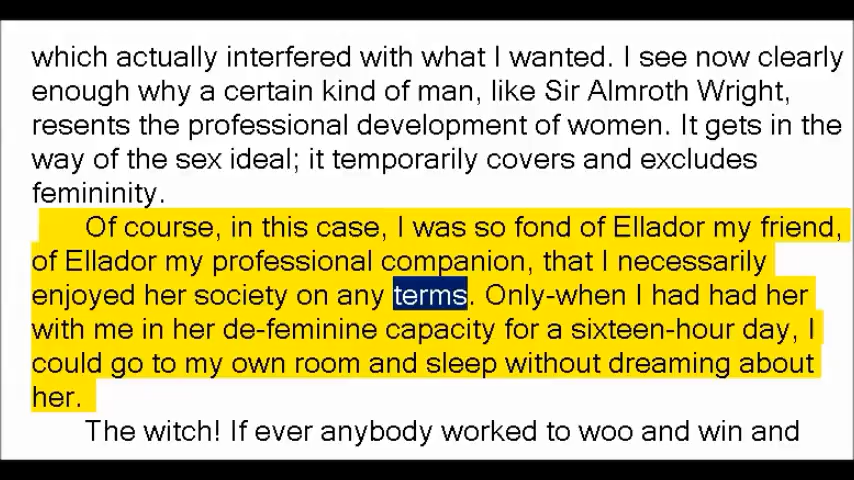 which actually interfered with what I wanted. I see now clearly
enough why a certain kind of man, like Sir Almroth Wright,
resents the professional development of women. It gets in the
way of the sex ideal; it temporarily covers and excludes
femininity.
Of course, in this case, I was so fond of Ellador my friend,
of Ellador my professional companion, that I necessarily
enjoyed her society on any terms. Only-when I had had her
with me in her de-feminine capacity for a sixteen-hour day, I
could go to my own room and sleep without dreaming about
her.
The witch! If ever anybody worked to woo and win and